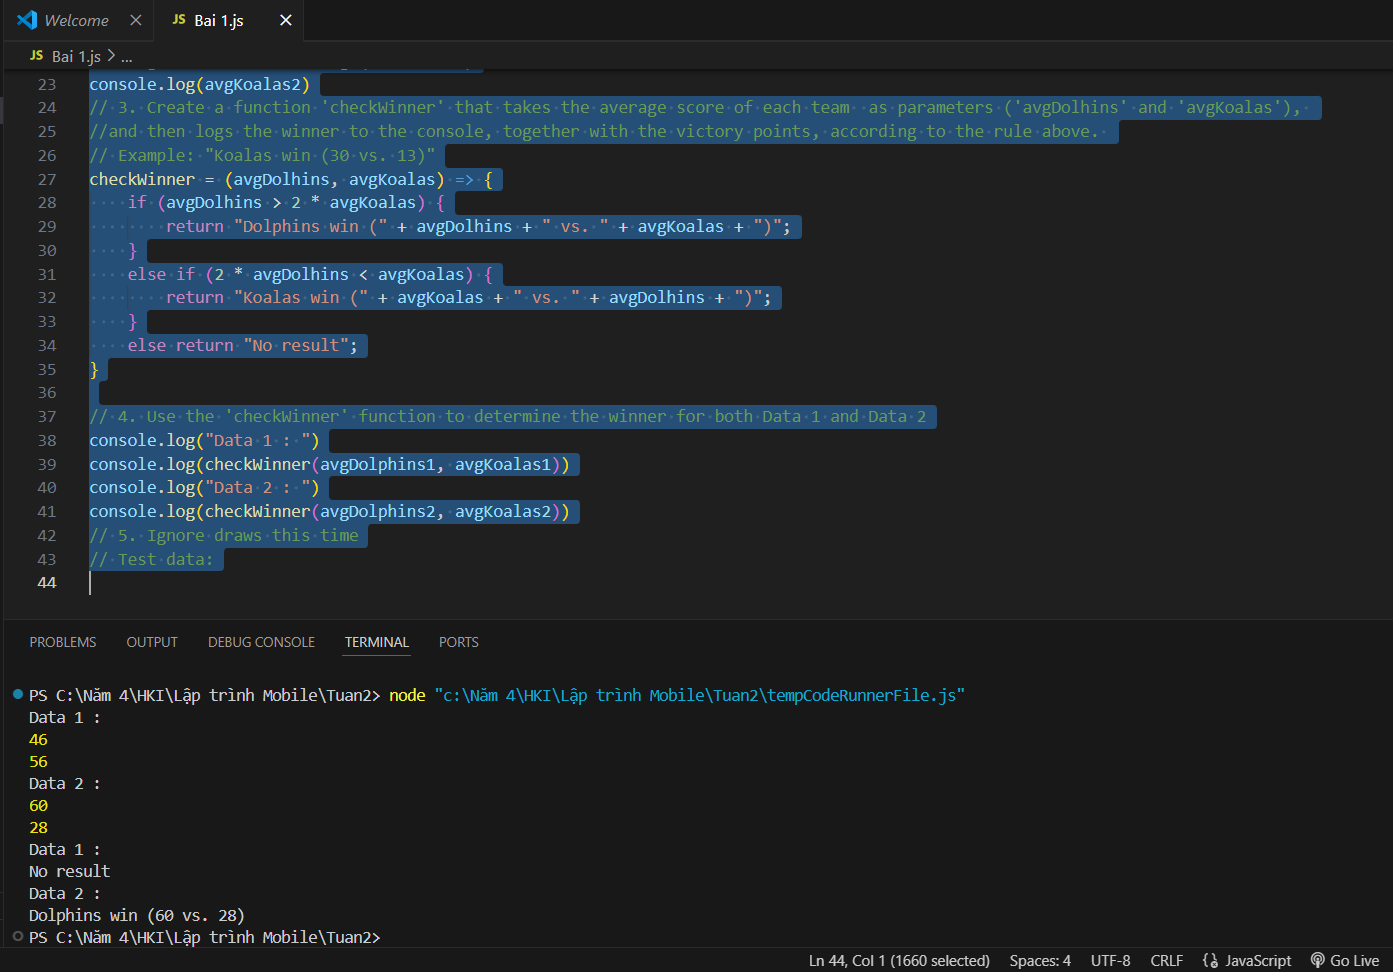 Welcome
JS Bai 1.js
JS Bai 1.js > ...
23 console.log(avgKoalas2)
24 // 3. Create a function 'checkWinner' that takes the average score of each team  as parameters ('avgDolhins' and 'avgKoalas'),
25 //and then logs the winner to the console, together with the victory points, according to the rule above.
26 // Example: "Koalas win (30 vs. 13)"
27 checkWinner = (avgDolhins, avgKoalas) => {
28     if (avgDolhins > 2 * avgKoalas) {
29         return "Dolphins win (" + avgDolhins + " vs. " + avgKoalas + ")";
30     }
31     else if (2 * avgDolhins < avgKoalas) {
32         return "Koalas win (" + avgKoalas + " vs. " + avgDolhins + ")";
33     }
34     else return "No result";
35 }
36
37 // 4. Use the 'checkWinner' function to determine the winner for both Data 1 and Data 2
38 console.log("Data 1 : ")
39 console.log(checkWinner(avgDolphins1, avgKoalas1))
40 console.log("Data 2 : ")
41 console.log(checkWinner(avgDolphins2, avgKoalas2))
42 // 5. Ignore draws this time
43 // Test data:
44
PROBLEMS OUTPUT DEBUG CONSOLE TERMINAL PORTS
PS C:\Năm 4\HKI\Lập trình Mobile\Tuan2> node "c:\Năm 4\HKI\Lập trình Mobile\Tuan2\tempCodeRunnerFile.js"
Data 1 :
46
56
Data 2 :
60
28
Data 1 :
No result
Data 2 :
Dolphins win (60 vs. 28)
PS C:\Năm 4\HKI\Lập trình Mobile\Tuan2>
Ln 44, Col 1 (1660 selected) Spaces: 4 UTF-8 CRLF JavaScript Go Live